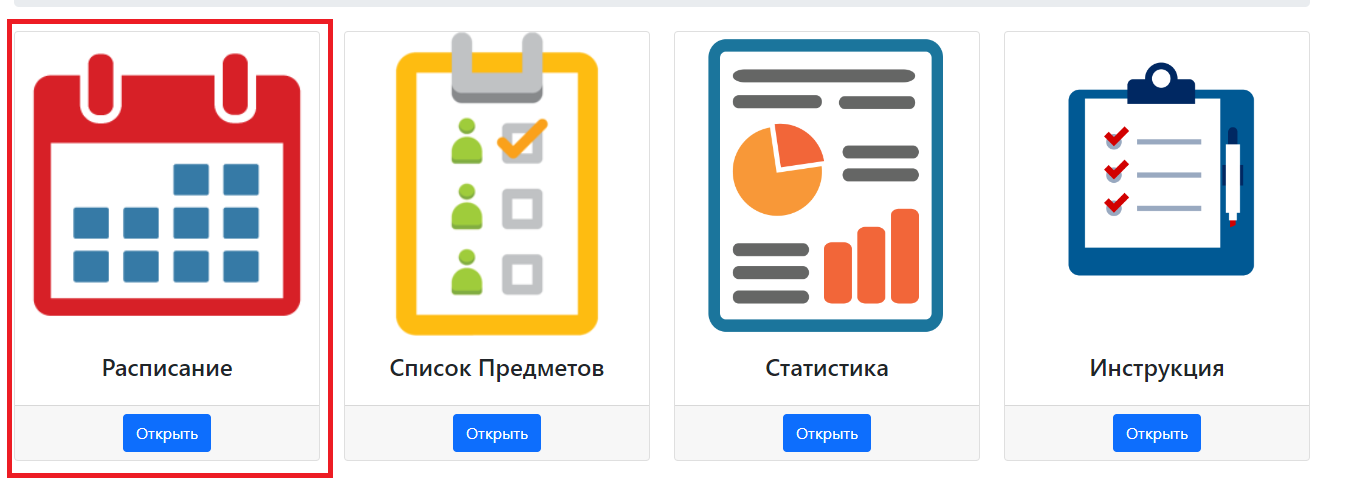 Расписание
Открыть
Список Предметов
Открыть
Статистика
Открыть
Инструкция
Открыть